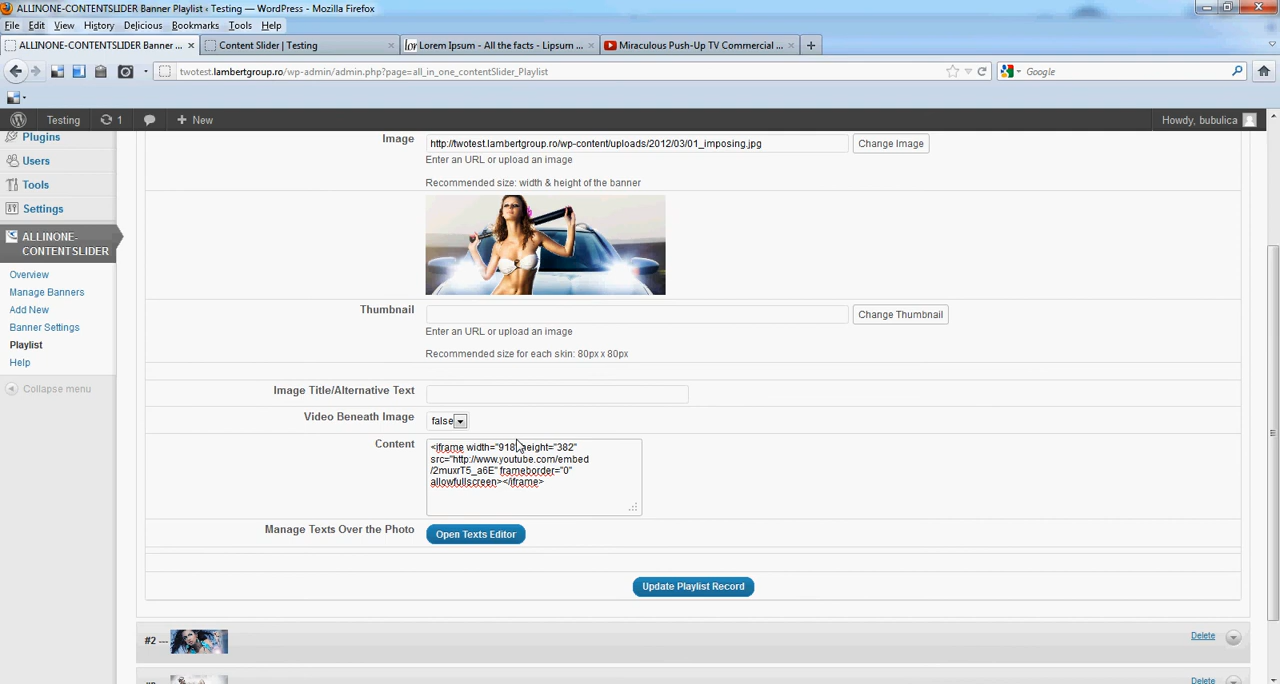 ALLINONE-CONTENTSLIDER Banner Playlist ‹ Testing — WordPress - Mozilla Firefox
File Edit View History Delicious Bookmarks Tools Help
ALLINONE-CONTENTSLIDER Banner ...
Content Slider | Testing
Lorem Ipsum - All the facts - Lipsum ...
Miraculous Push-Up TV Commercial ...
twotest.lambertgroup.ro/wp-admin/admin.php?page=all_in_one_contentSlider_Playlist
Google
Testing 1 New
Howdy, bubulica
Plugins
Users
Tools
Settings
ALLINONE-
CONTENTSLIDER
Overview
Manage Banners
Add New
Banner Settings
Playlist
Help
Collapse menu
Image
http://twotest.lambertgroup.ro/wp-content/uploads/2012/03/01_imposing.jpg
Change Image
Enter an URL or upload an image
Recommended size: width & height of the banner
Thumbnail
Change Thumbnail
Enter an URL or upload an image
Recommended size for each skin: 80px x 80px
Image Title/Alternative Text
Video Beneath Image
false
Content
<iframe width="918" height="382"
src="http://www.youtube.com/embed
/2muxrT5_a6E" frameborder="0"
allowfullscreen></iframe>
Manage Texts Over the Photo
Open Texts Editor
Update Playlist Record
#2 ---
Delete
Delete